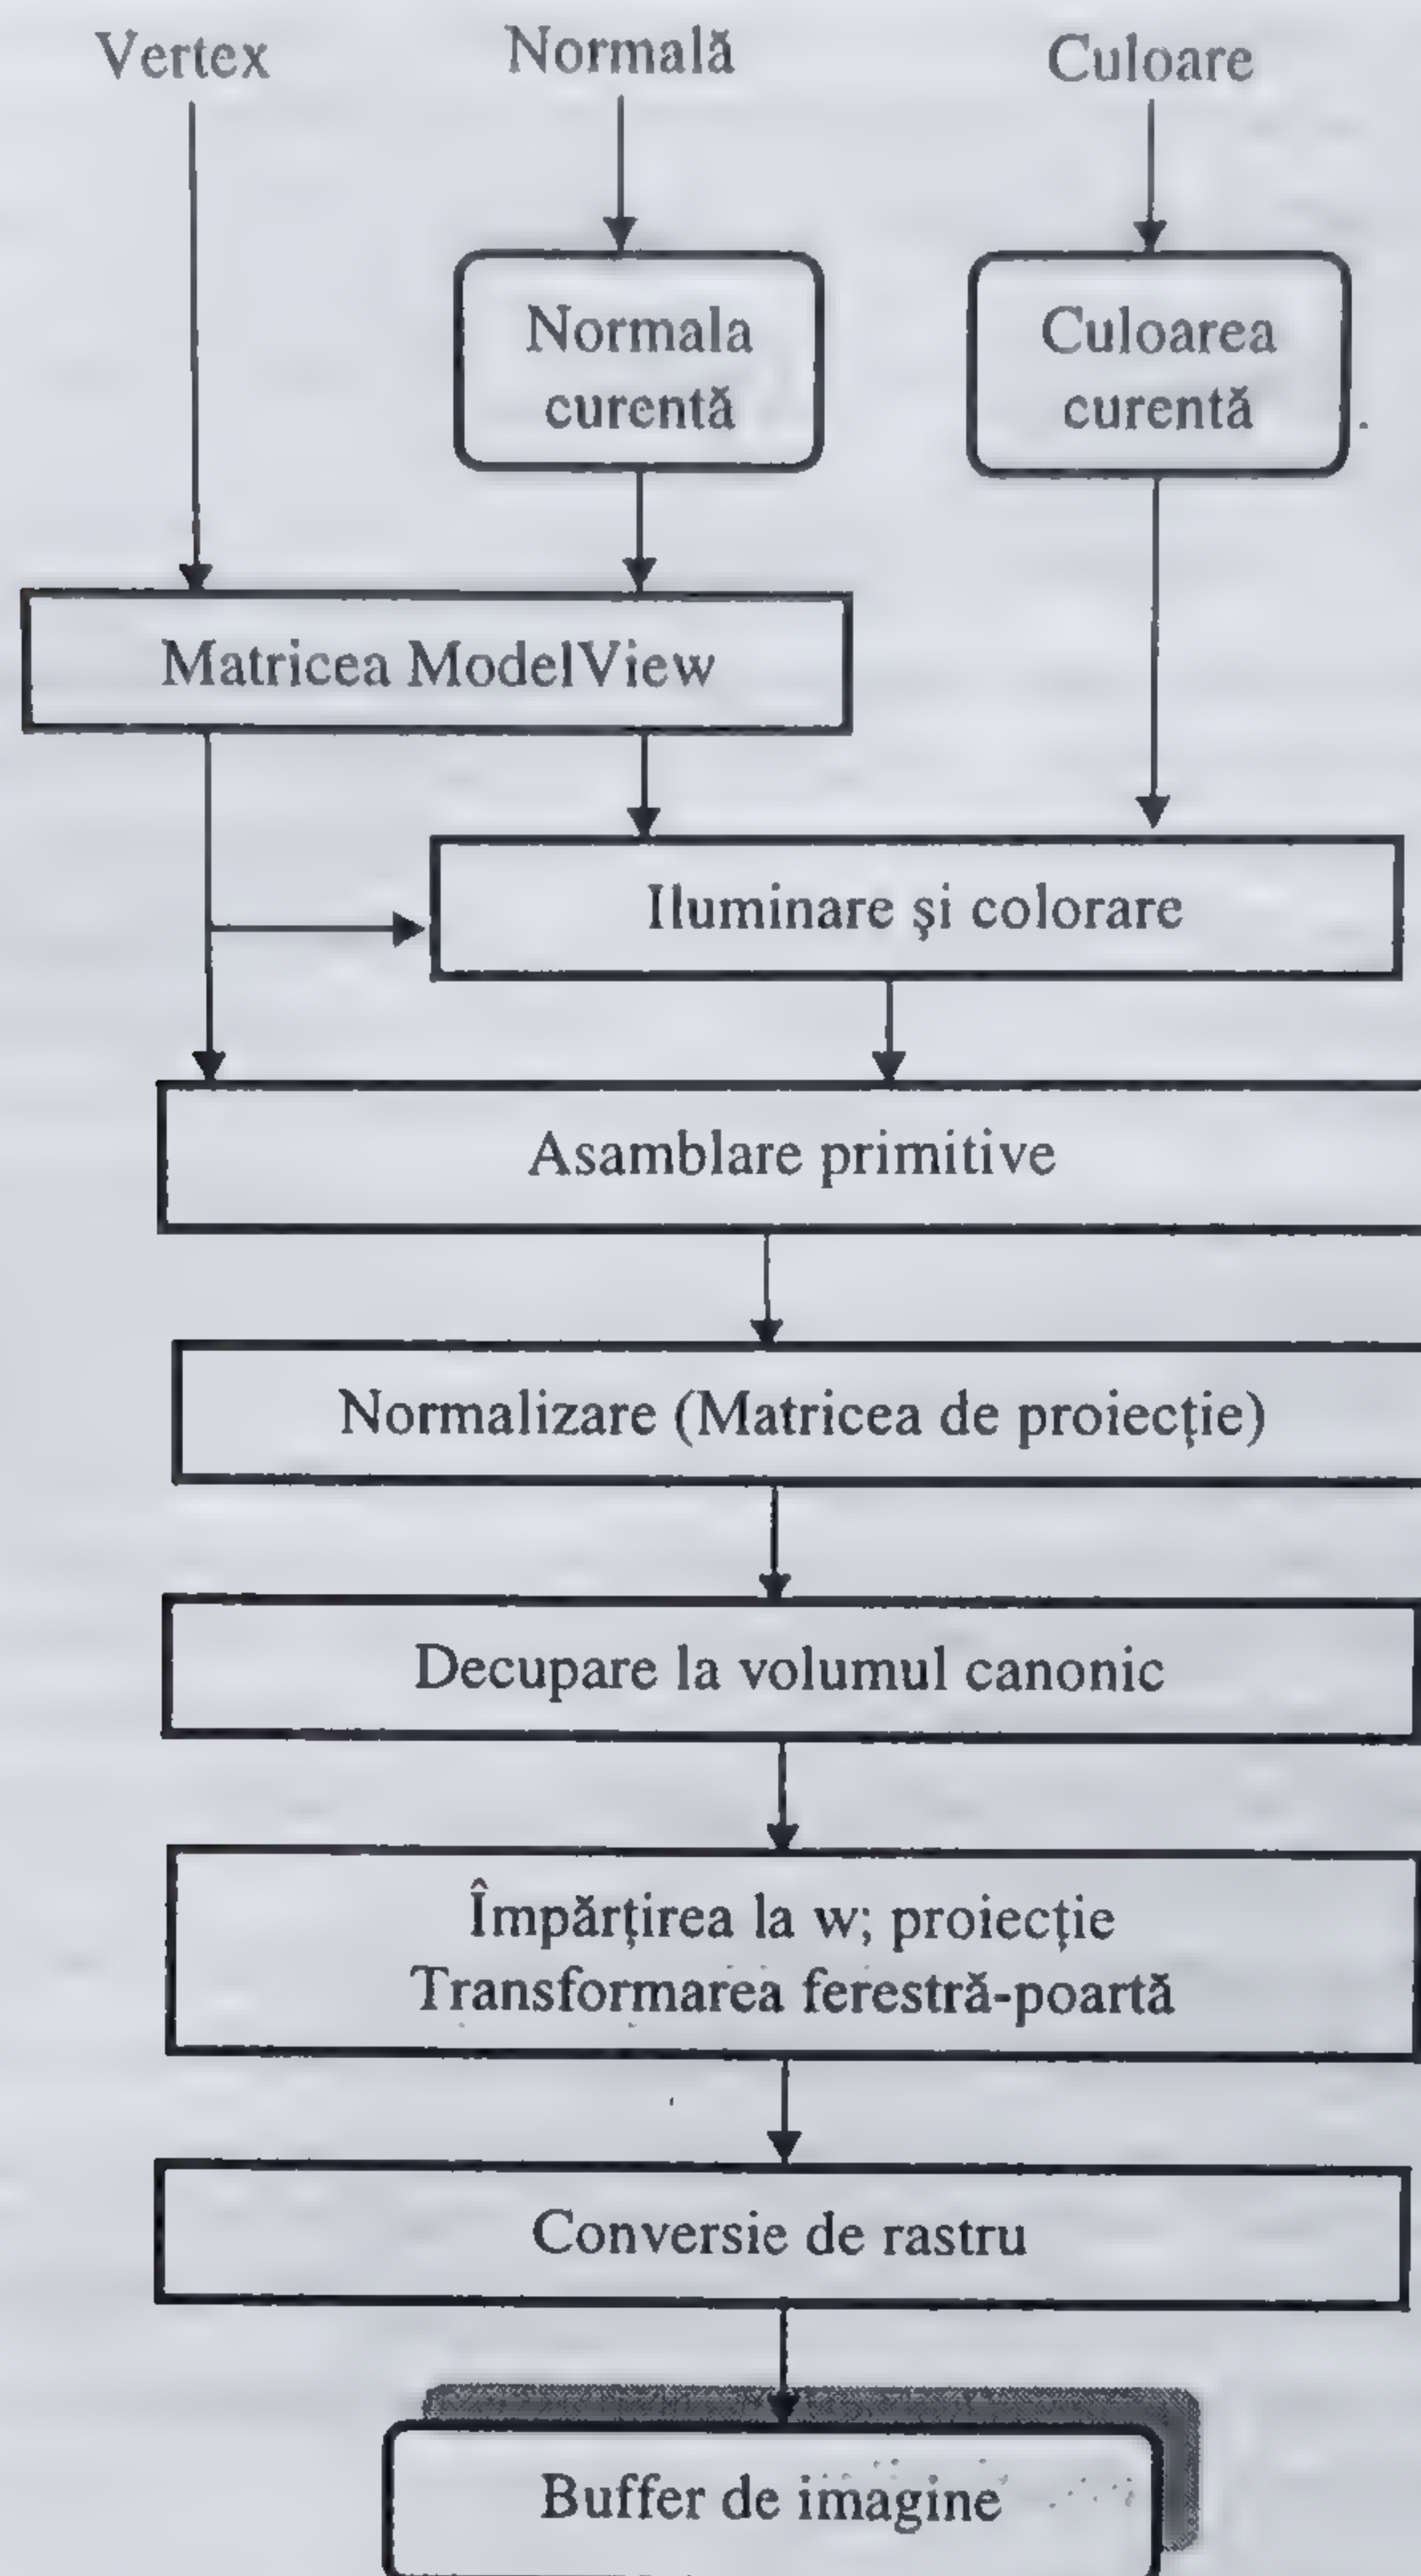 Vertex Normală Culoare
Normala Culoarea
curentă curentă
Matricea ModelView
Iluminare şi colorare
Asamblare primitive
Normalizare (Matricea de proiecţie)
Decupare la volumul canonic
Împărţirea la w; proiecţie
Transformarea ferestră-poartă
Conversie de rastru
Buffer de imagine